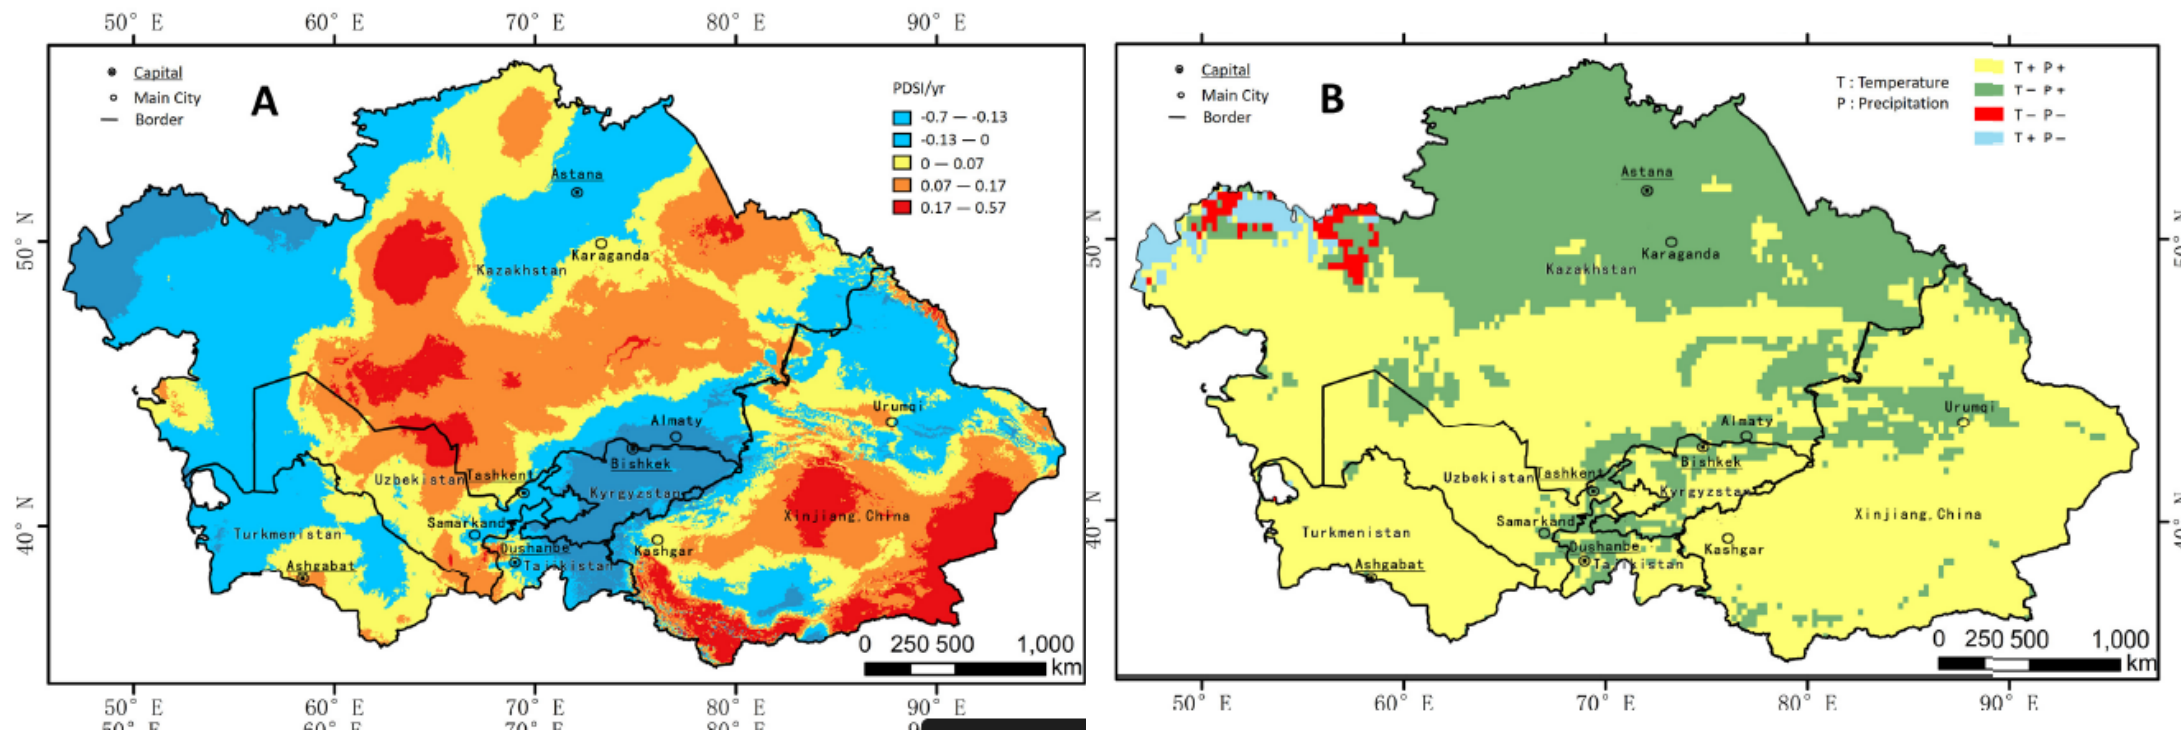 50° E 60° E 70° E 80° E 90° E
Capital
Main City
Border
A
PDSI/yr
-0.7 — -0.13
-0.13 — 0
0 — 0.07
0.07 — 0.17
0.17 — 0.57
50° N
40° N
Astana
Karaganda
Kazakhstan
Urumqi
Almaty
Bishkek
Uzbekistan
Tashkent
Kyrgyzstan
Samarkand
Xinjiang,China
Turkmenistan
Dushanbe
Kashgar
Tajikistan
Ashgabat
0 250 500 1,000
km
50° E 60° E 70° E 80° E 90° E
Capital
Main City
Border
B
T : Temperature
P : Precipitation
T + P +
T − P +
T − P −
T + P −
50° N
40° N
Astana
Karaganda
Kazakhstan
Urumqi
Almaty
Bishkek
Uzbekistan
Tashkent
Kyrgyzstan
Samarkand
Xinjiang,China
Turkmenistan
Dushanbe
Kashgar
Tajikistan
Ashgabat
0 250 500 1,000
km
50° E 60° E 70° E 80° E 90° E